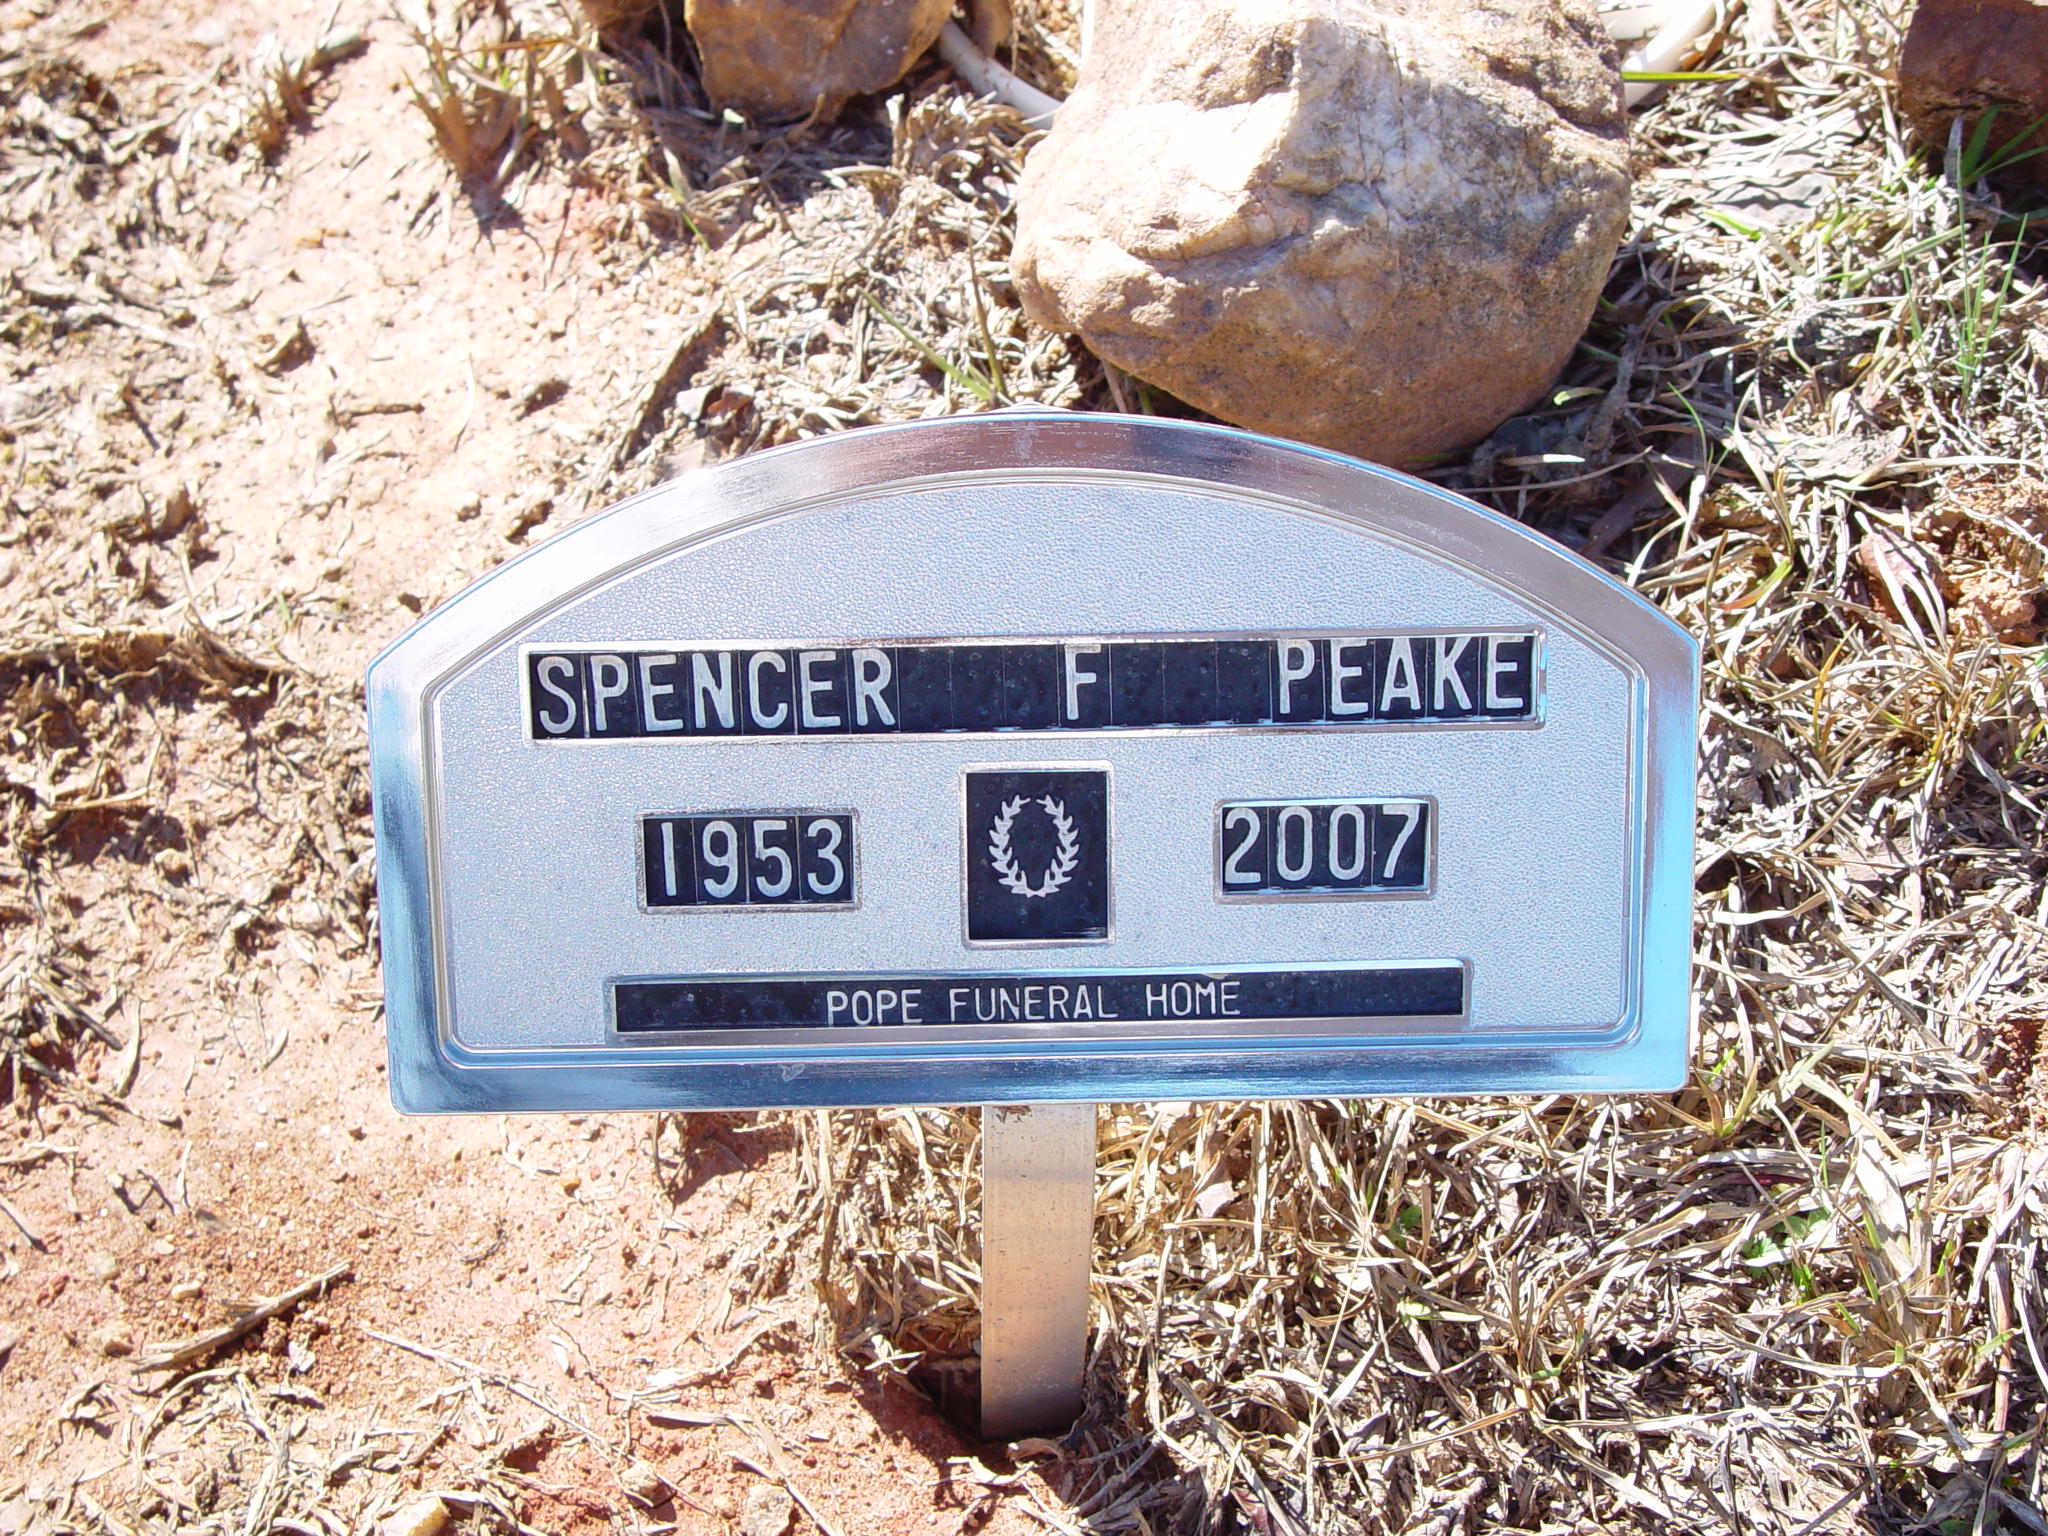 SPENCER F PEAKE
1953 2007
POPE FUNERAL HOME